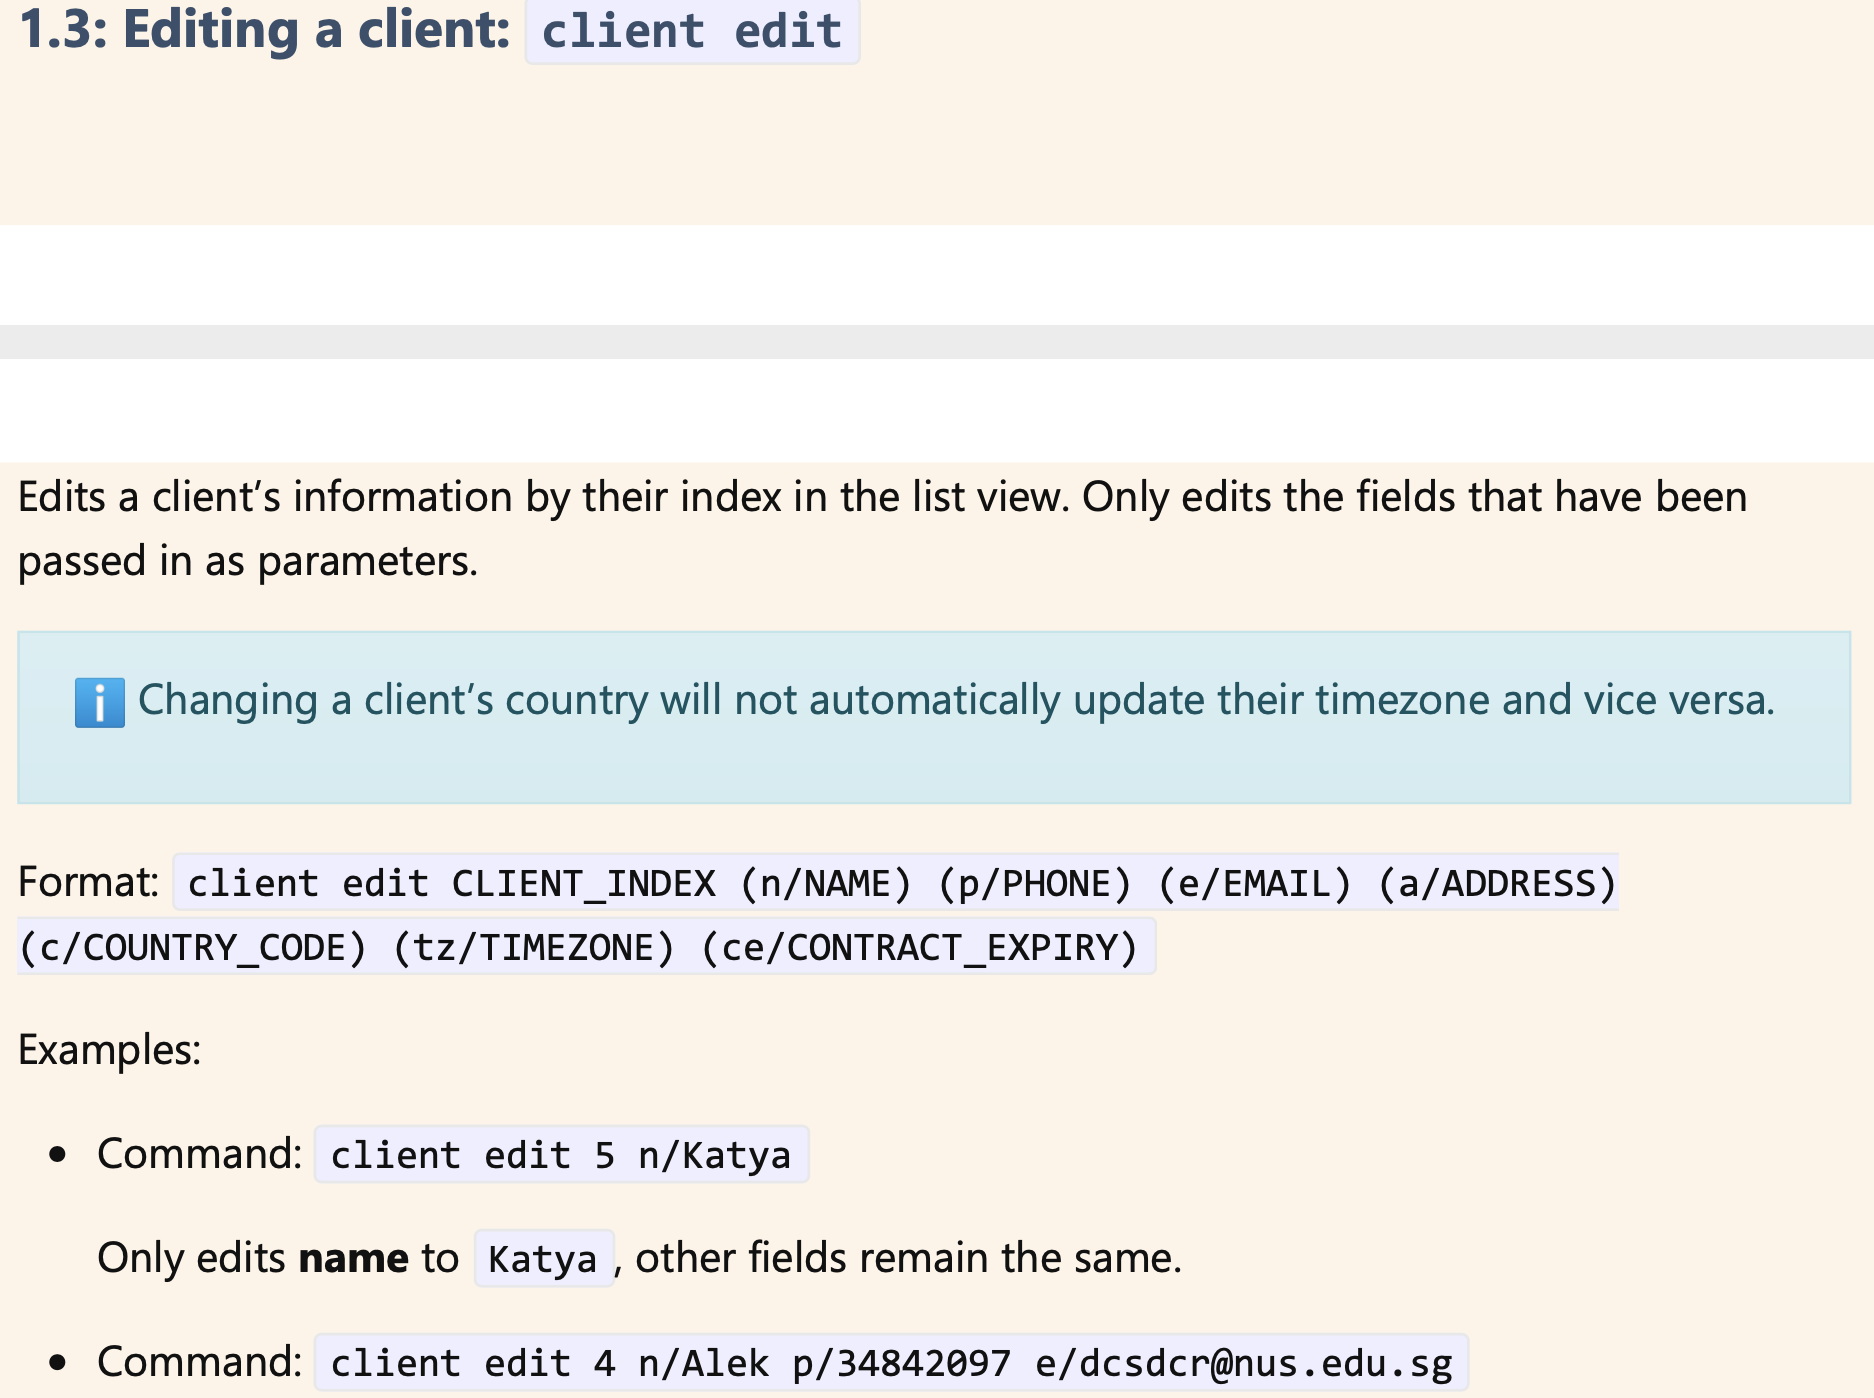 1.3: Editing a client: client edit
Edits a client’s information by their index in the list view. Only edits the fields that have been
passed in as parameters.
ℹ️ Changing a client’s country will not automatically update their timezone and vice versa.
Format: client edit CLIENT_INDEX (n/NAME) (p/PHONE) (e/EMAIL) (a/ADDRESS)
(c/COUNTRY_CODE) (tz/TIMEZONE) (ce/CONTRACT_EXPIRY)
Examples:
• Command: client edit 5 n/Katya
Only edits name to Katya, other fields remain the same.
• Command: client edit 4 n/Alek p/34842097 e/dcsdcr@nus.edu.sg